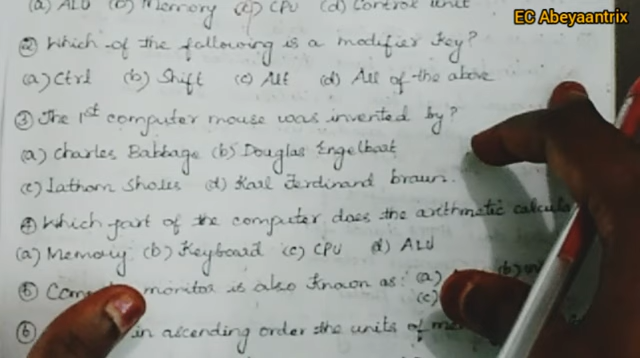 (a) ALU (b) Memory (c) CPU (d) Control unit
EC Abeyaantrix
② Which of the following is a modifier key?
(a) Ctrl (b) Shift (c) Alt (d) All of the above
③ The 1st computer mouse was invented by?
(a) Charles Babbage (b) Douglas Engelbaat
(c) Lathom Sholes (d) Karl Ferdinand braun.
④ Which part of the computer does the arithmetic
(a) Memory (b) Keyboard (c) CPU d) ALU
⑤ monitor is also known as: (a) (b)
(c)
⑥ in ascending order the units of